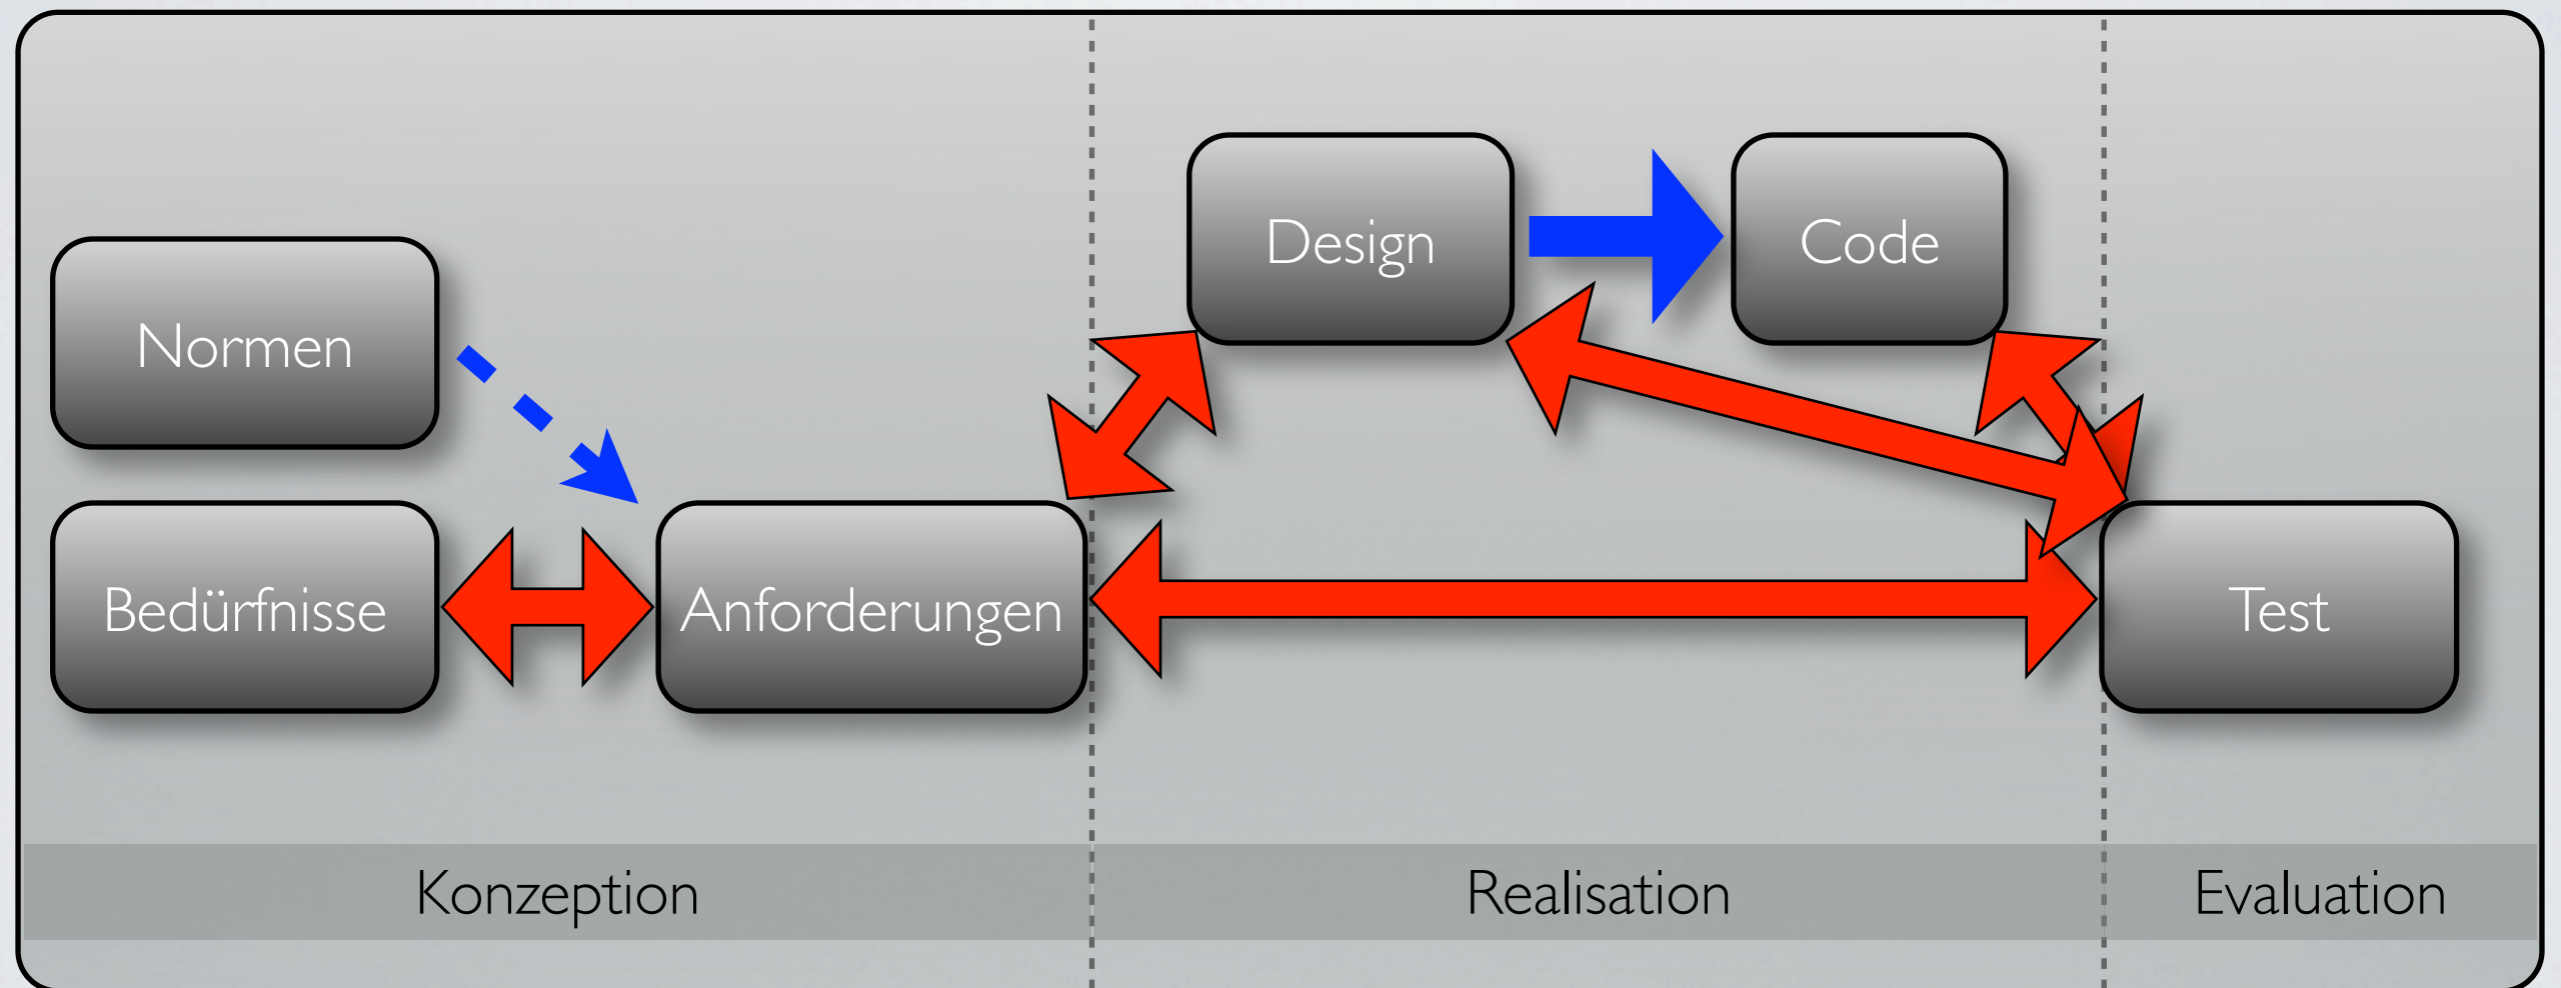 Normen
Bedürfnisse
Anforderungen
Design
Code
Test
Konzeption
Realisation
Evaluation